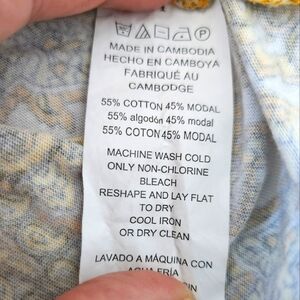 MADE IN CAMBODIA
HECHO EN CAMBOYA
FABRIQUÉ AU
CAMBODGE
55% COTTON 45% MODAL
55% algodón 45% modal
55% COTON 45% MODAL
MACHINE WASH COLD
ONLY NON-CHLORINE
BLEACH
RESHAPE AND LAY FLAT
TO DRY
COOL IRON
OR DRY CLEAN
LAVADO A MÁQUINA CON
AGUA FRÍA